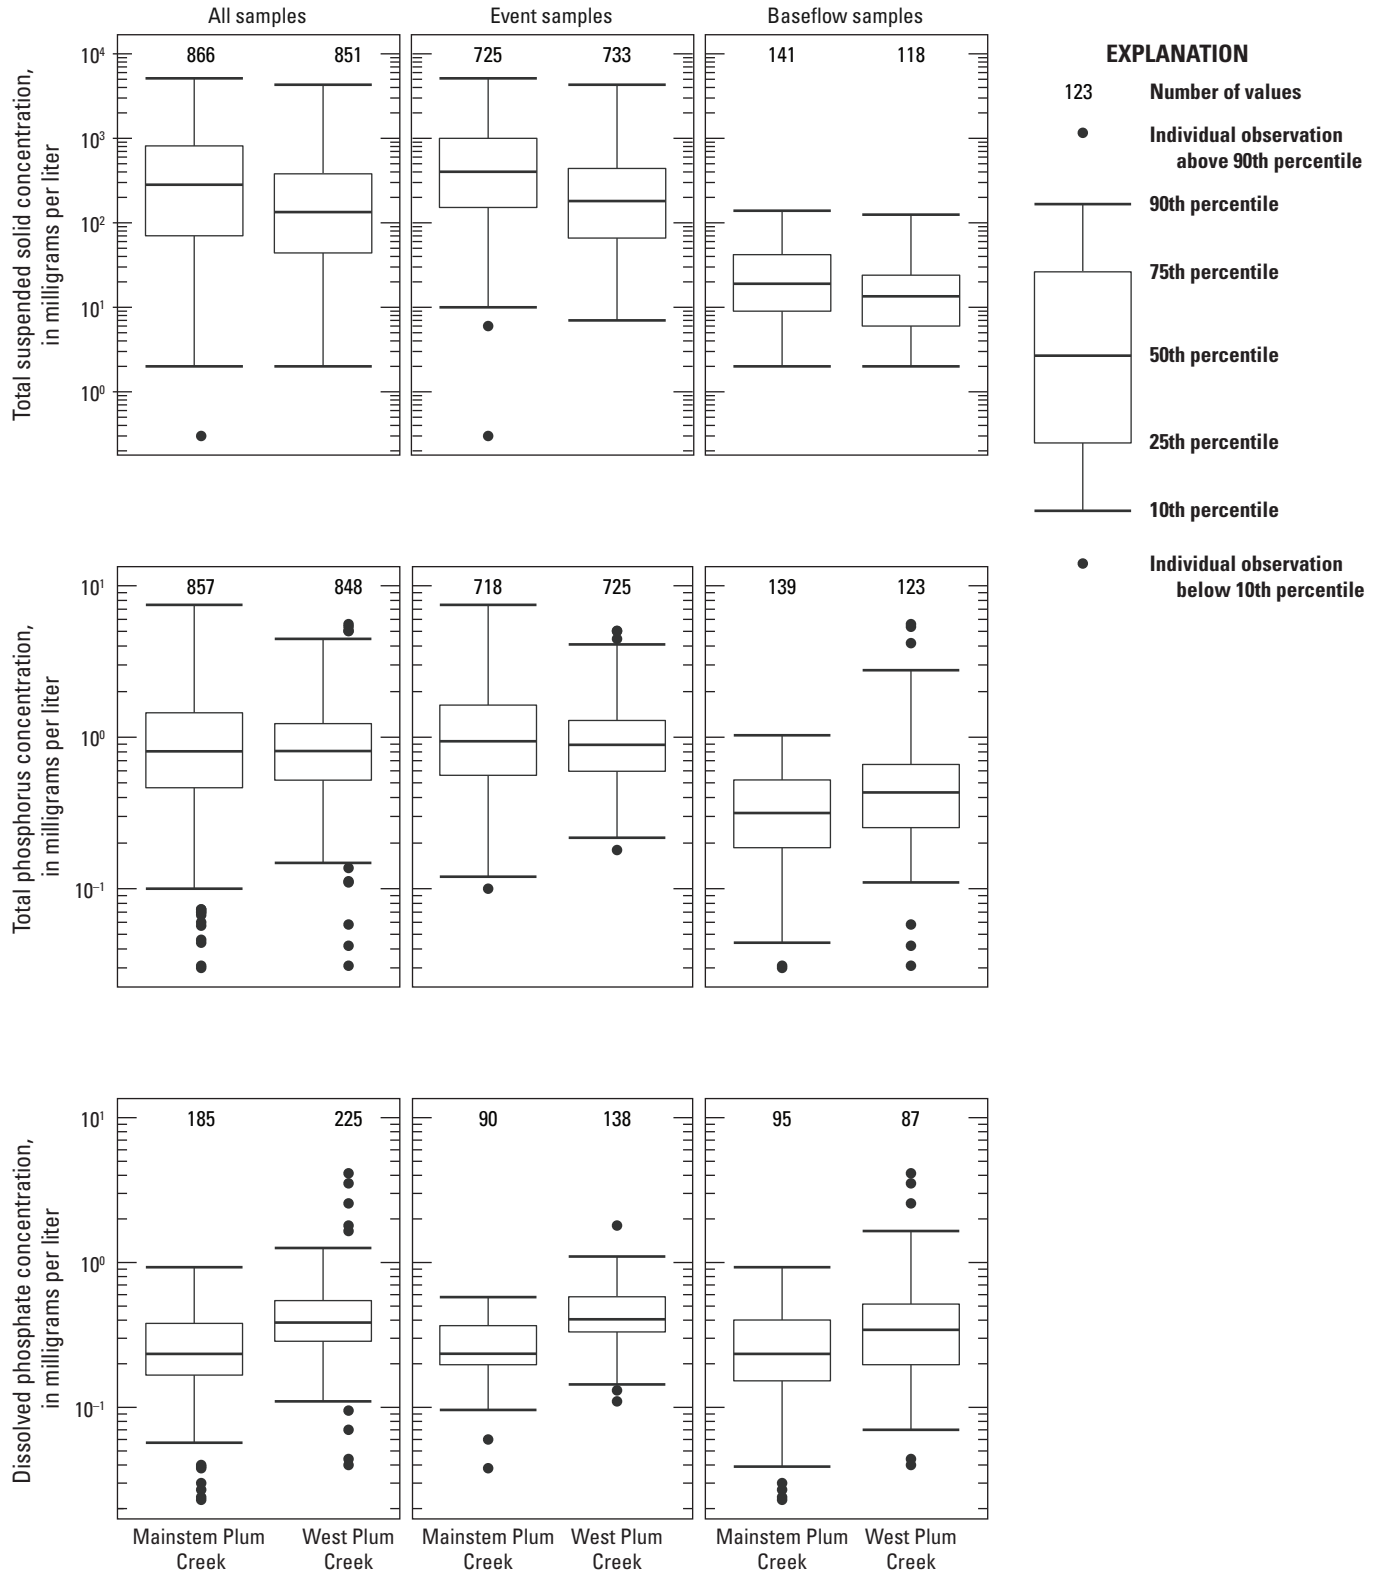 All samples
Event samples
Baseflow samples
Total suspended solid concentration,
in milligrams per liter
10⁴
10³
10²
10¹
10⁰
866
851
725
733
141
118
EXPLANATION
123
Number of values
Individual observation
above 90th percentile
90th percentile
75th percentile
50th percentile
25th percentile
10th percentile
Individual observation
below 10th percentile
Total phosphorus concentration,
in milligrams per liter
10¹
10⁰
10⁻¹
857
848
718
725
139
123
Dissolved phosphate concentration,
in milligrams per liter
10¹
10⁰
10⁻¹
185
225
90
138
95
87
Mainstem Plum
Creek
West Plum
Creek
Mainstem Plum
Creek
West Plum
Creek
Mainstem Plum
Creek
West Plum
Creek